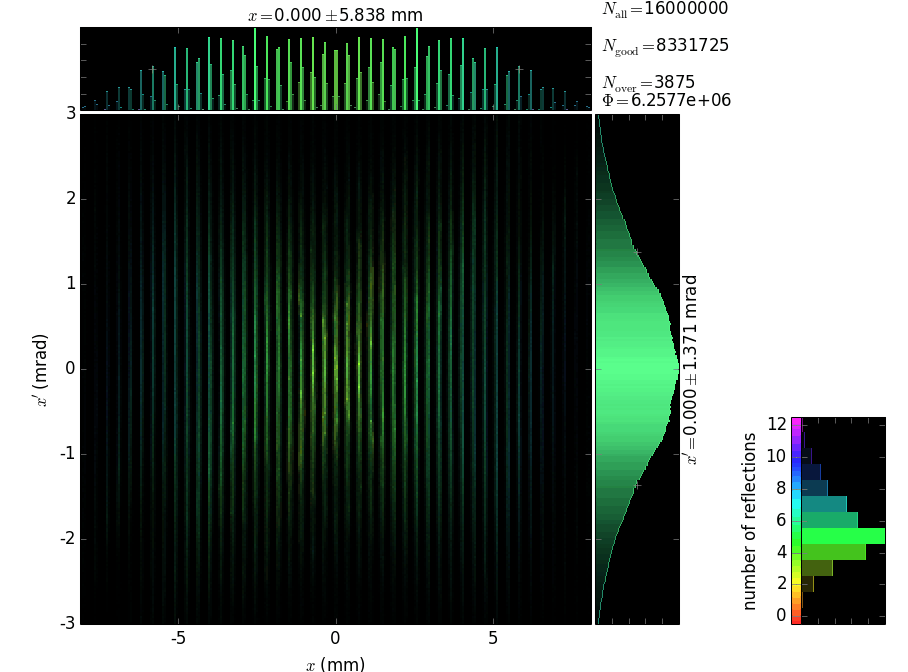 x=0.000 ±5.838 mm
N_all=16000000
N_good=8331725
N_over=3875
Φ=6.2577e+06
3
2
1
0
-1
-2
-3
x′ (mrad)
-5
0
5
x (mm)
x′=0.000±1.371 mrad
number of reflections
12
10
8
6
4
2
0